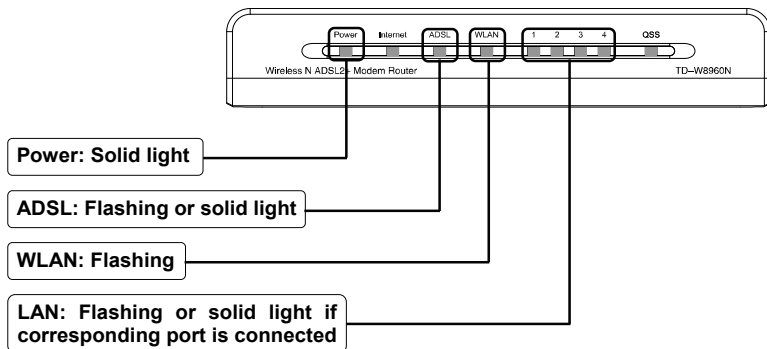 Power Internet ADSL WLAN 1 2 3 4 QSS
Wireless N ADSL2+ Modem Router TD–W8960N
Power: Solid light
ADSL: Flashing or solid light
WLAN: Flashing
LAN: Flashing or solid light if
corresponding port is connected